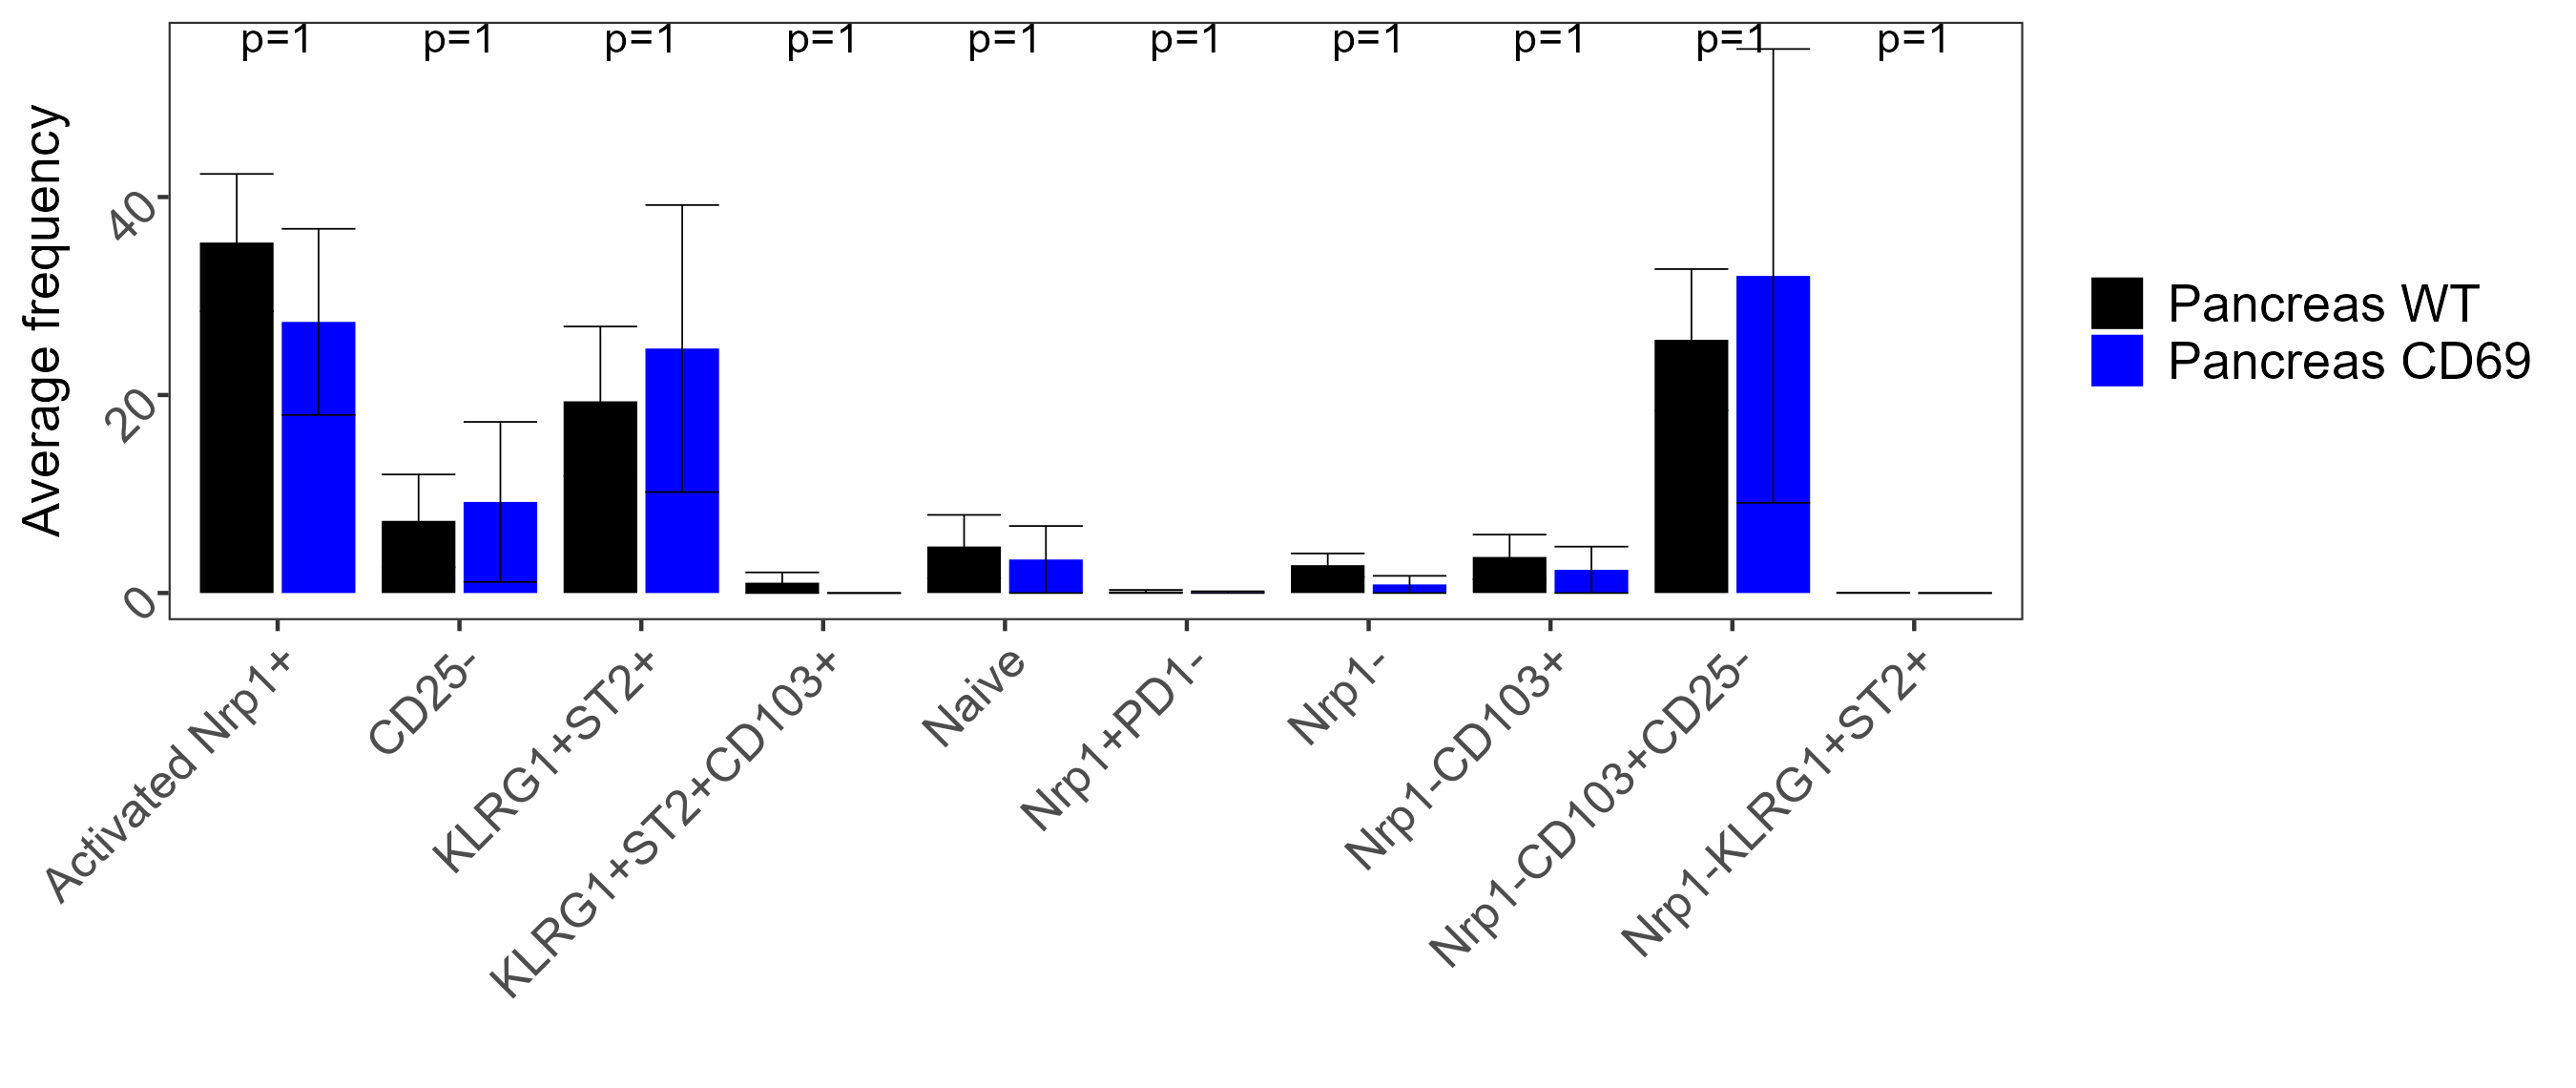 p=1 p=1 p=1 p=1 p=1 p=1 p=1 p=1 p=1 p=1
Average frequency
40
20
0
Activated Nrp1+
CD25-
KLRG1+ST2+
KLRG1+ST2+CD103+
Naive
Nrp1+PD1-
Nrp1-
Nrp1-CD103+
Nrp1-CD103+CD25-
Nrp1-KLRG1+ST2+
Pancreas WT
Pancreas CD69